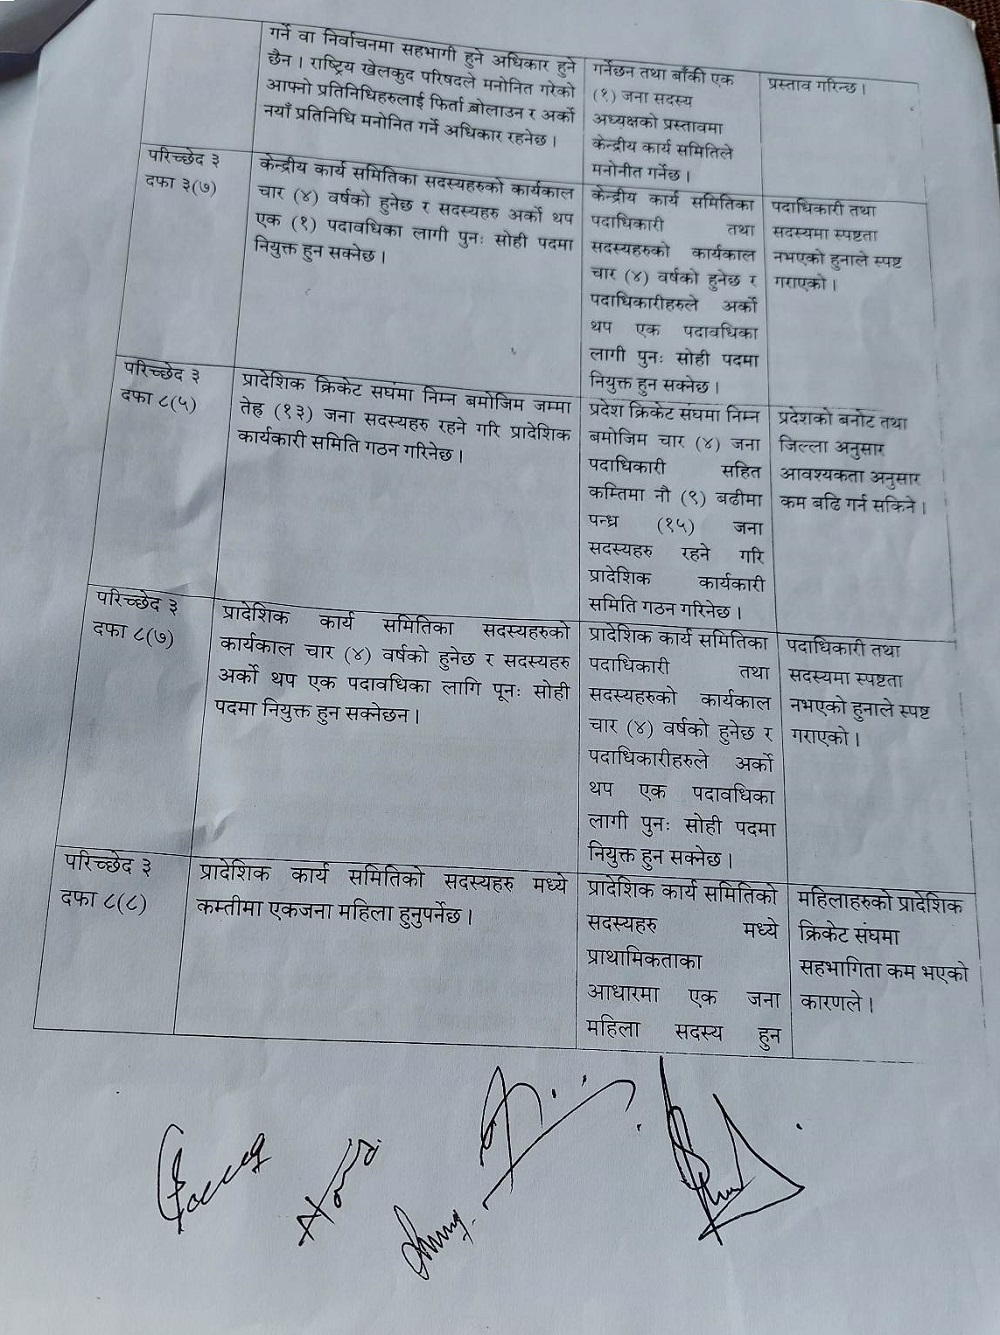 गर्ने वा निर्वाचनमा सहभागी हुने अधिकार हुने
छैन। राष्ट्रिय खेलकुद परिषदले मनोनित गरेको
आफ्नो प्रतिनिधिहरुलाई फिर्ता बोलाउन र अर्को
नयाँ प्रतिनिधि मनोनित गर्ने अधिकार रहनेछ।
गर्नेछन तथा बाँकी एक
(१) जना सदस्य
अध्यक्षको प्रस्तावमा
केन्द्रीय कार्य समितिले
मनोनीत गर्नेछ।
प्रस्ताव गरिन्छ।
परिच्छेद ३
दफा ३(७)
केन्द्रीय कार्य समितिका सदस्यहरुको कार्यकाल
चार (४) वर्षको हुनेछ र सदस्यहरु अर्को थप
एक (१) पदावधिका लागी पुनः सोही पदमा
नियुक्त हुन सक्नेछ।
केन्द्रीय कार्य समितिका
पदाधिकारी तथा
सदस्यहरुको कार्यकाल
चार (४) वर्षको हुनेछ र
पदाधिकारीहरुले अर्को
थप एक पदावधिका
लागी पुनः सोही पदमा
नियुक्त हुन सक्नेछ।
पदाधिकारी तथा
सदस्यमा स्पष्टता
नभएको हुनाले स्पष्ट
गराएको।
परिच्छेद ३
दफा ८(५)
प्रादेशिक क्रिकेट सघंमा निम्न बमोजिम जम्मा
तेह्र (१३) जना सदस्यहरु रहने गरि प्रादेशिक
कार्यकारी समिति गठन गरिनेछ।
प्रदेश क्रिकेट सघंमा निम्न
बमोजिम चार (४) जना
पदाधिकारी सहित
कम्तिमा नौ (९) बढीमा
पन्ध्र (१५) जना
सदस्यहरु रहने गरि
प्रादेशिक कार्यकारी
समिति गठन गरिनेछ।
प्रदेशको बनोट तथा
जिल्ला अनुसार
आवश्यकता अनुसार
कम बढि गर्न सकिने।
परिच्छेद ३
दफा ८(७)
प्रादेशिक कार्य समितिका सदस्यहरुको
कार्यकाल चार (४) वर्षको हुनेछ र सदस्यहरु
अर्को थप एक पदावधिका लागि पूनः सोही
पदमा नियुक्त हुन सक्नेछन।
प्रादेशिक कार्य समितिका
पदाधिकारी तथा
सदस्यहरुको कार्यकाल
चार (४) वर्षको हुनेछ र
पदाधिकारीहरुले अर्को
थप एक पदावधिका
लागी पुनः सोही पदमा
नियुक्त हुन सक्नेछ।
पदाधिकारी तथा
सदस्यमा स्पष्टता
नभएको हुनाले स्पष्ट
गराएको।
परिच्छेद ३
दफा ८(८)
प्रादेशिक कार्य समितिको सदस्यहरु मध्ये
कम्तीमा एकजना महिला हुनुपर्नेछ।
प्रादेशिक कार्य समितिको
सदस्यहरु मध्ये
प्राथामिकताका
आधारमा एक जना
महिला सदस्य हुन
महिलाहरुको प्रादेशिक
क्रिकेट संघमा
सहभागिता कम भएको
कारणले।